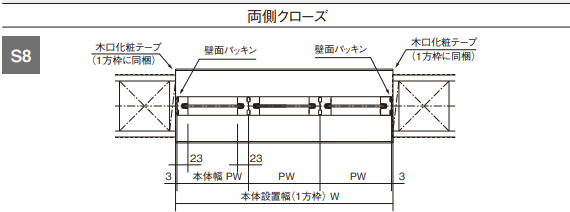 両側クローズ
S8
木口化粧テープ
（1方枠に同梱）
壁面パッキン
壁面パッキン
木口化粧テープ
（1方枠に同梱）
23
23
3
本体幅 PW
PW
PW
3
本体設置幅（1方枠） W